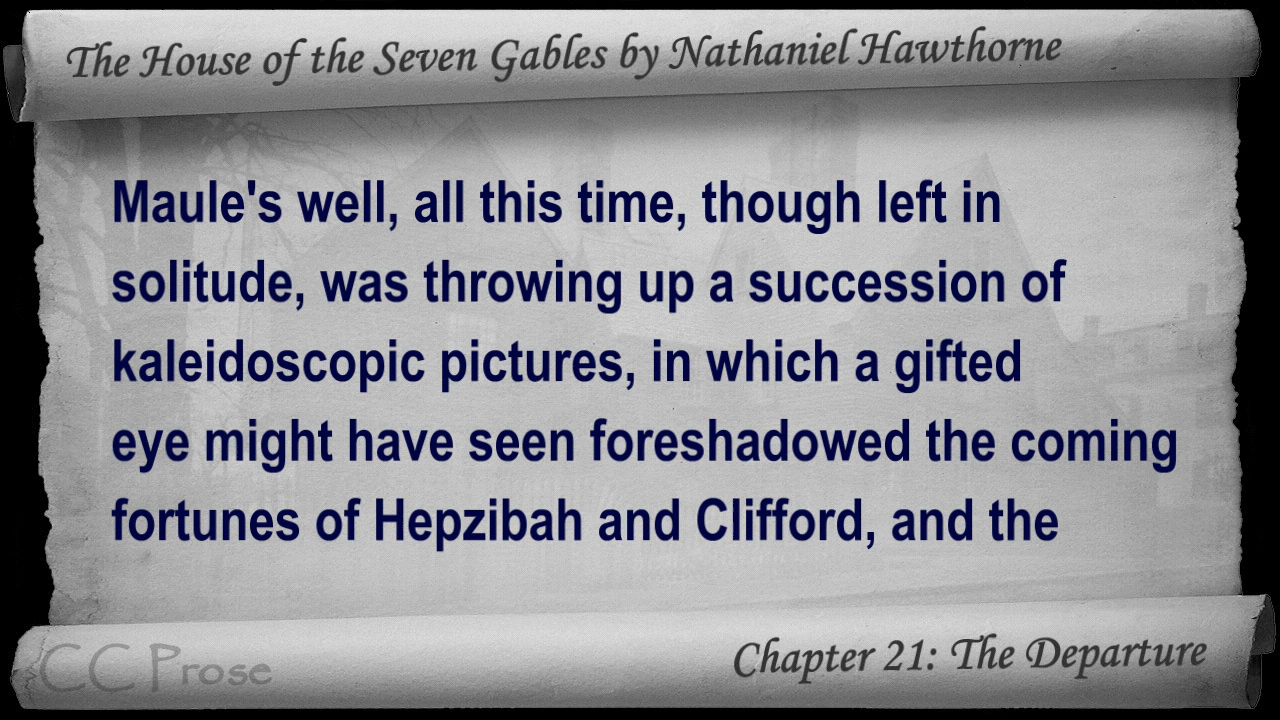 The House of the Seven Gables by Nathaniel Hawthorne
Maule's well, all this time, though left in
solitude, was throwing up a succession of
kaleidoscopic pictures, in which a gifted
eye might have seen foreshadowed the coming
fortunes of Hepzibah and Clifford, and the
CC Prose
Chapter 21: The Departure